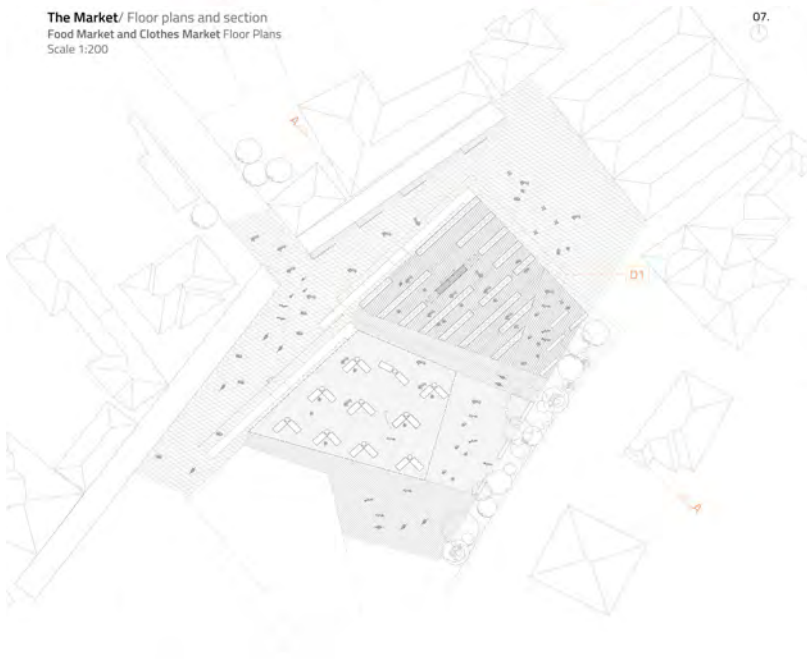 The Market/ Floor plans and section
Food Market and Clothes Market Floor Plans
Scale 1:200
07.
A
D1
A